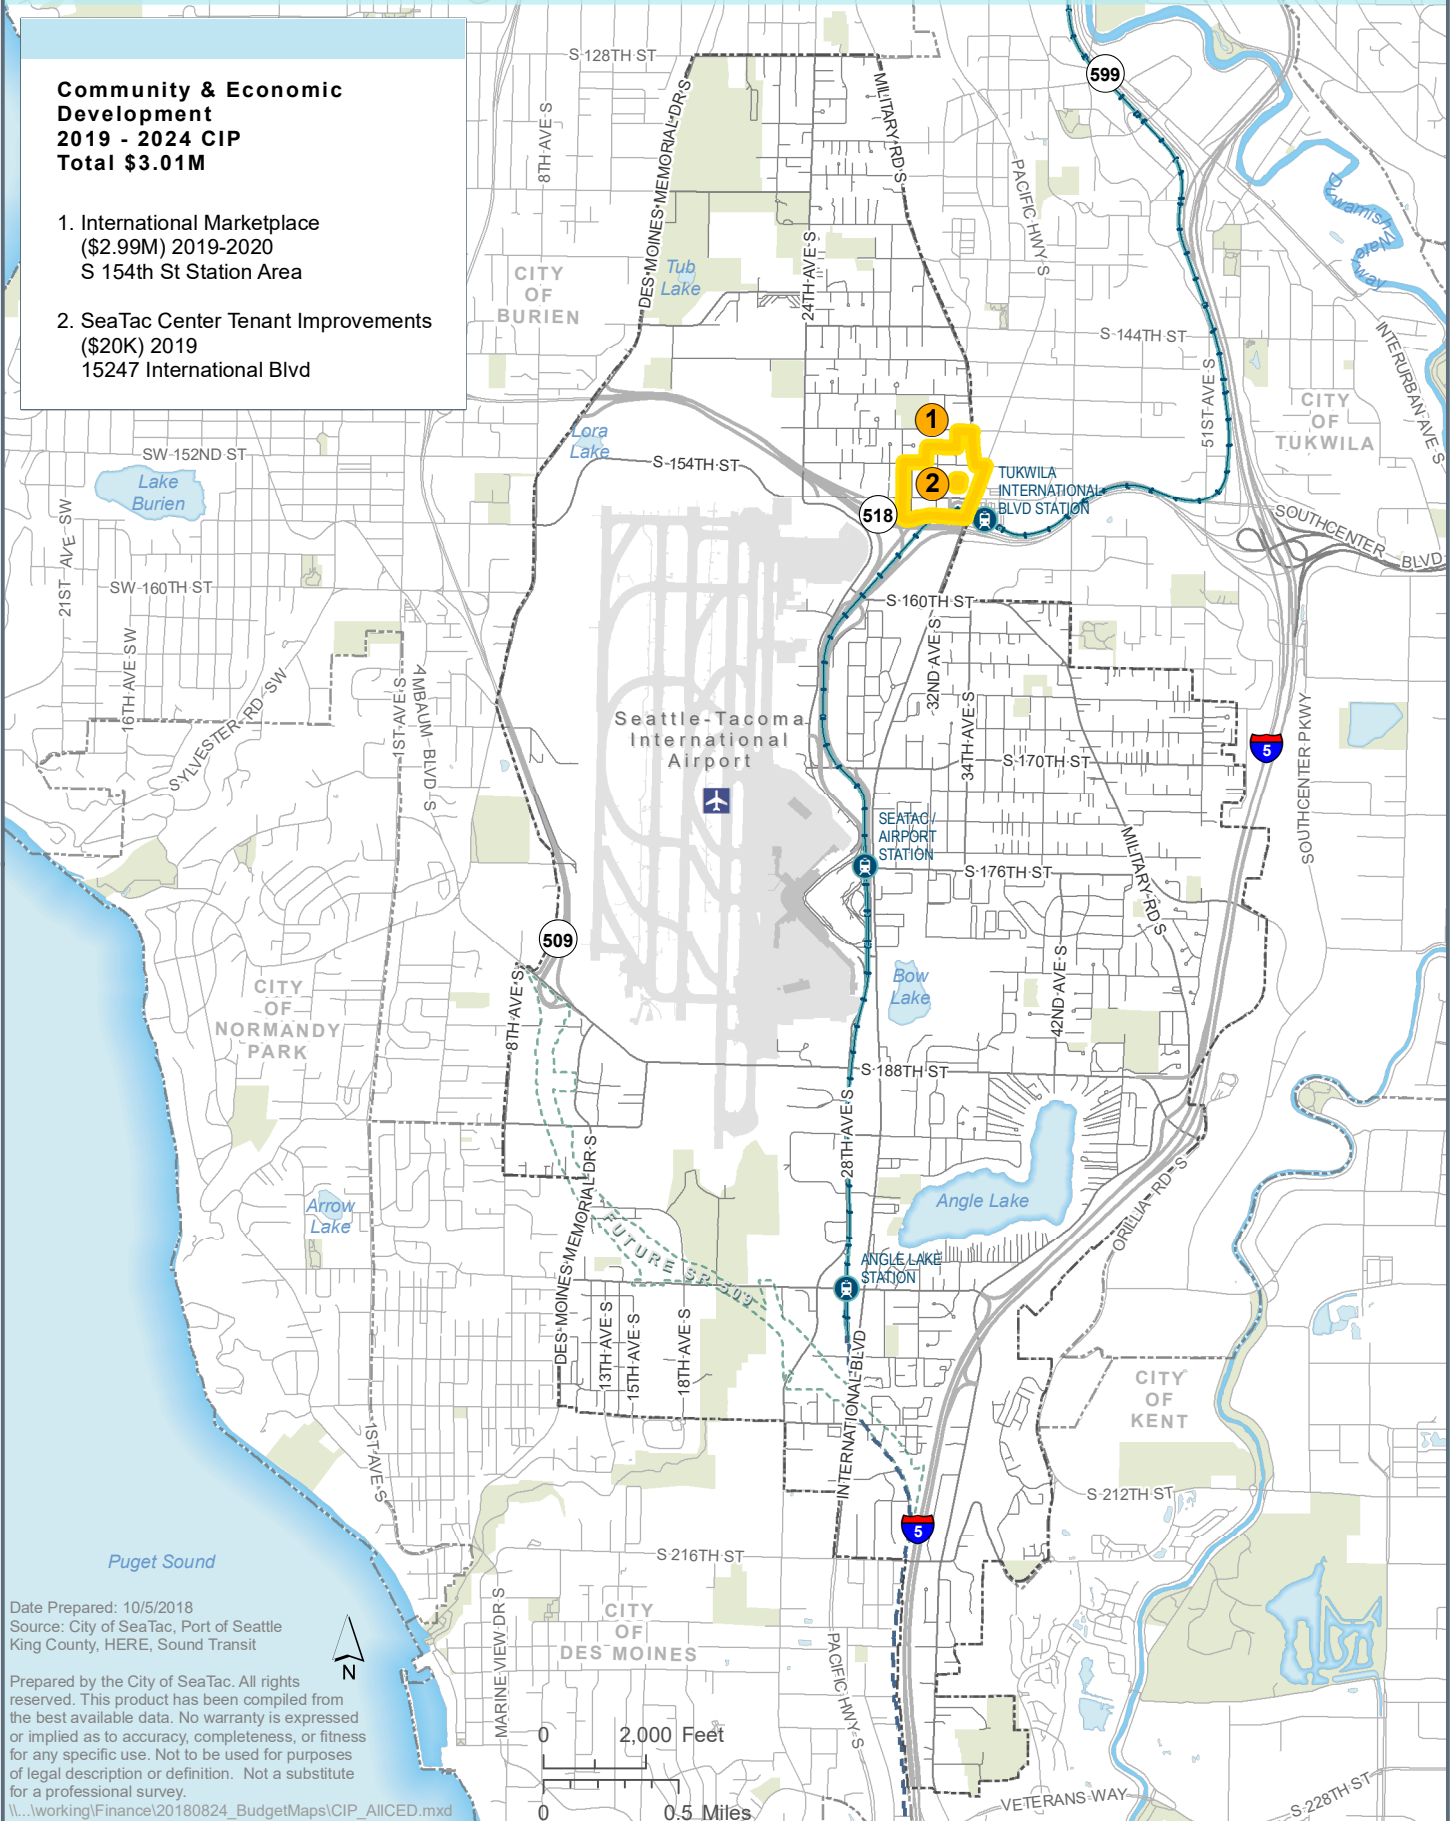 Community & Economic
Development
2019 - 2024 CIP
Total $3.01M
1. International Marketplace
($2.99M) 2019-2020
S 154th St Station Area
2. SeaTac Center Tenant Improvements
($20K) 2019
15247 International Blvd
S 128TH ST
599
8TH AVE S
DES MOINES MEMORIAL DR S
MILITARY RD S
PACIFIC HWY S
Duwamish
Waterway
24TH AVE S
Tub
Lake
CITY
OF
BURIEN
S 144TH ST
INTERURBAN AVE S
51ST AVE S
CITY
OF
TUKWILA
1
2
Lora
Lake
SW 152ND ST
S 154TH ST
Lake
Burien
TUKWILA
INTERNATIONAL
BLVD STATION
518
SOUTHCENTER BLVD
21ST AVE SW
SW 160TH ST
S 160TH ST
16TH AVE SW
SYLVESTER RD SW
1ST AVE S
AMBAUM BLVD S
32ND AVE S
34TH AVE S
Seattle-Tacoma
International
Airport
S 170TH ST
5
SOUTHCENTER PKWY
SEATAC/
AIRPORT
STATION
MILITARY RD S
S 176TH ST
509
8TH AVE S
Bow
Lake
42ND AVE S
CITY
OF
NORMANDY
PARK
S 188TH ST
28TH AVE S
DES MOINES MEMORIAL DR S
Arrow
Lake
Angle Lake
ORILLIA RD S
FUTURE SR 509
ANGLE LAKE
STATION
13TH AVE S
15TH AVE S
18TH AVE S
INTERNATIONAL BLVD
CITY
OF
KENT
1ST AVE S
S 212TH ST
5
S 216TH ST
Puget Sound
MARINE VIEW DR S
CITY
OF
DES MOINES
PACIFIC HWY S
Date Prepared: 10/5/2018
Source: City of SeaTac, Port of Seattle
King County, HERE, Sound Transit
N
Prepared by the City of SeaTac. All rights
reserved. This product has been compiled from
the best available data. No warranty is expressed
or implied as to accuracy, completeness, or fitness
for any specific use. Not to be used for purposes
of legal description or definition. Not a substitute
for a professional survey.
\\...\working\Finance\20180824_BudgetMaps\CIP_AllCED.mxd
0 2,000 Feet
0 0.5 Miles
VETERANS WAY
S 228TH ST